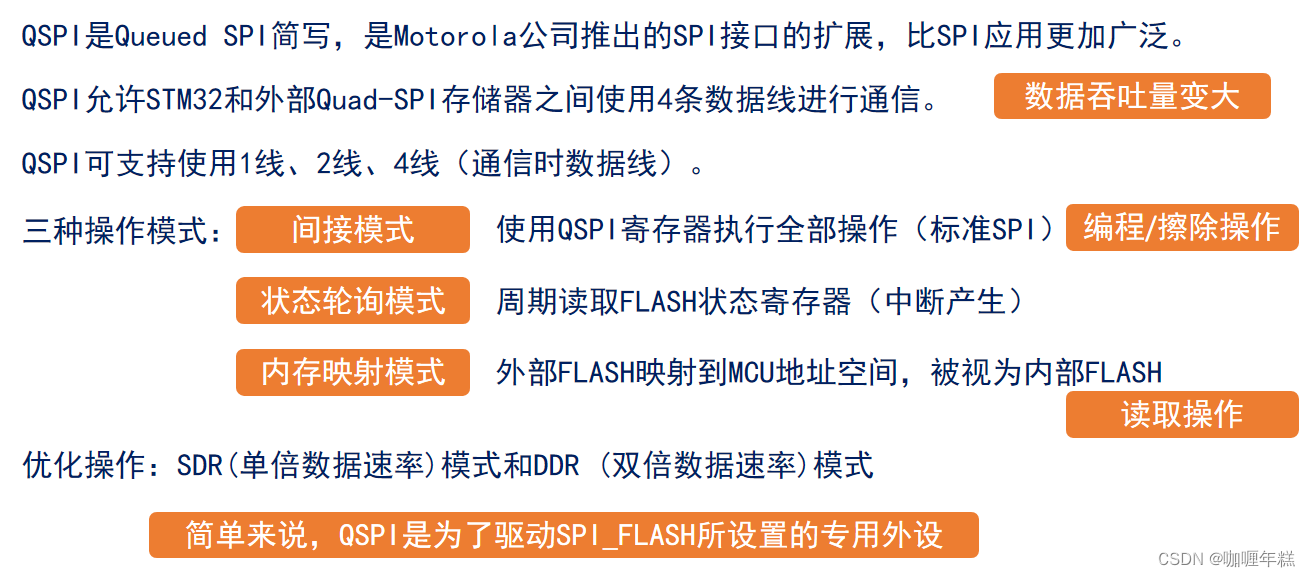 QSPI是Queued SPI简写，是Motorola公司推出的SPI接口的扩展，比SPI应用更加广泛。
QSPI允许STM32和外部Quad-SPI存储器之间使用4条数据线进行通信。 数据吞吐量变大
QSPI可支持使用1线、2线、4线（通信时数据线）。
三种操作模式： 间接模式 使用QSPI寄存器执行全部操作（标准SPI） 编程/擦除操作
状态轮询模式 周期读取FLASH状态寄存器（中断产生）
内存映射模式 外部FLASH映射到MCU地址空间，被视为内部FLASH
读取操作
优化操作：SDR(单倍数据速率)模式和DDR (双倍数据速率)模式
简单来说，QSPI是为了驱动SPI_FLASH所设置的专用外设
CSDN @咖喱年糕